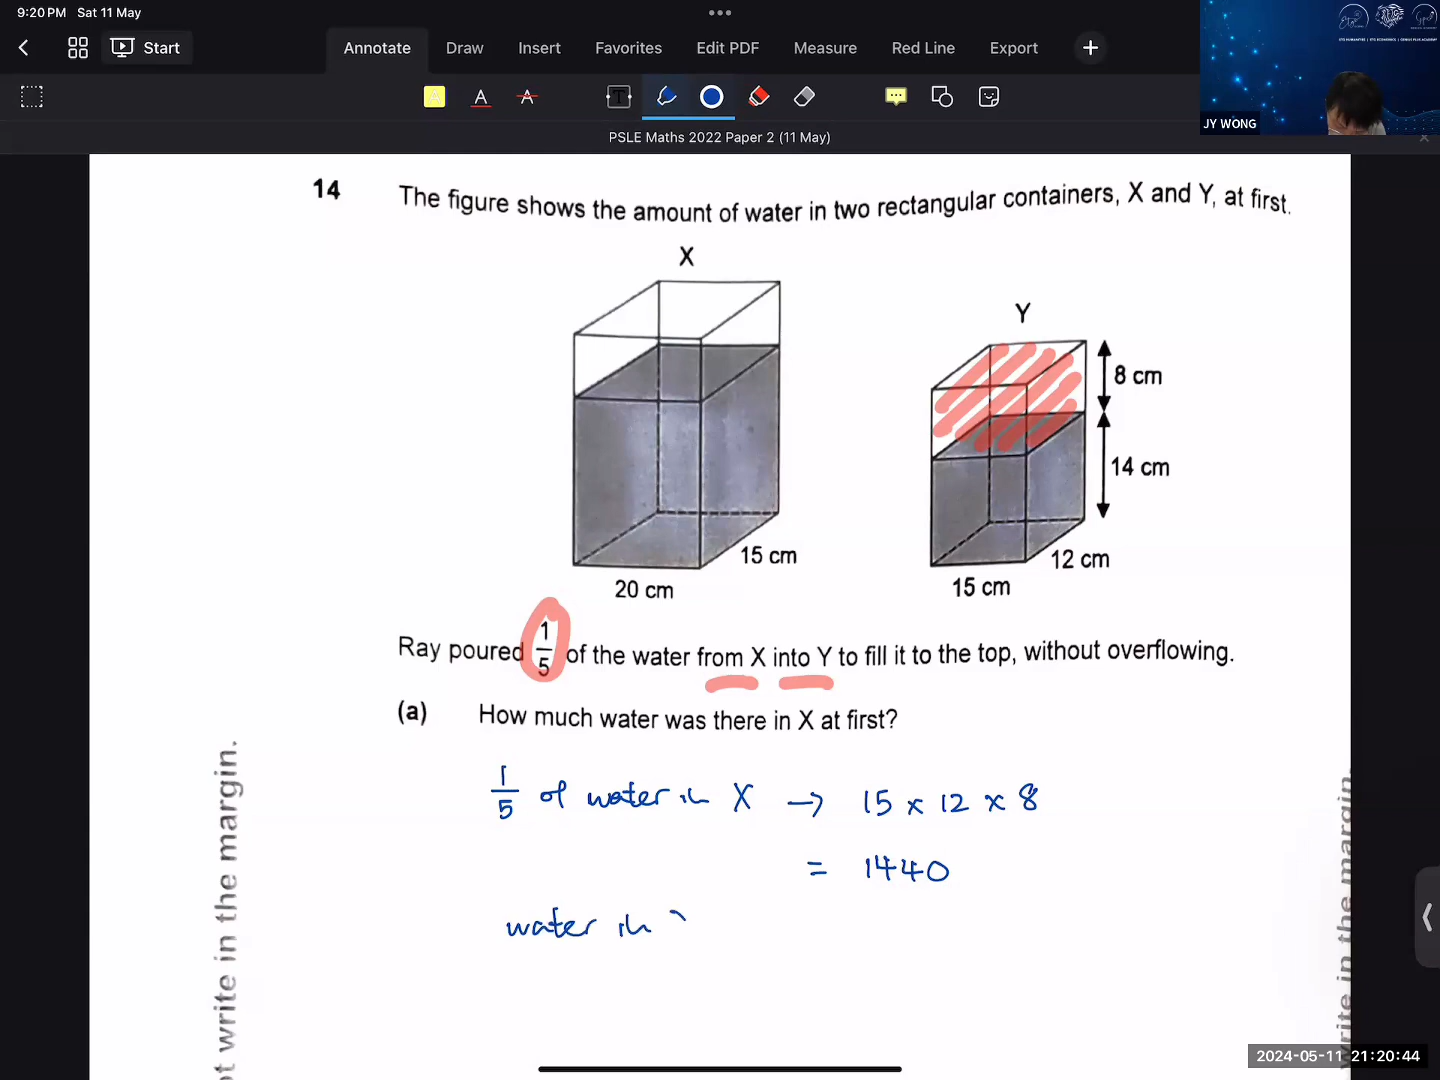 9:20 PM Sat 11 May
Start
Annotate Draw Insert Favorites Edit PDF Measure Red Line Export
PSLE Maths 2022 Paper 2 (11 May)
JY WONG
14 The figure shows the amount of water in two rectangular containers, X and Y, at first.
X
Y
8 cm
14 cm
15 cm
20 cm
12 cm
15 cm
Ray poured 1/5 of the water from X into Y to fill it to the top, without overflowing.
(a) How much water was there in X at first?
1/5 of water in X → 15 × 12 × 8
= 1440
water in
ot write in the margin.
write in the margin.
2024-05-11 21:20:44